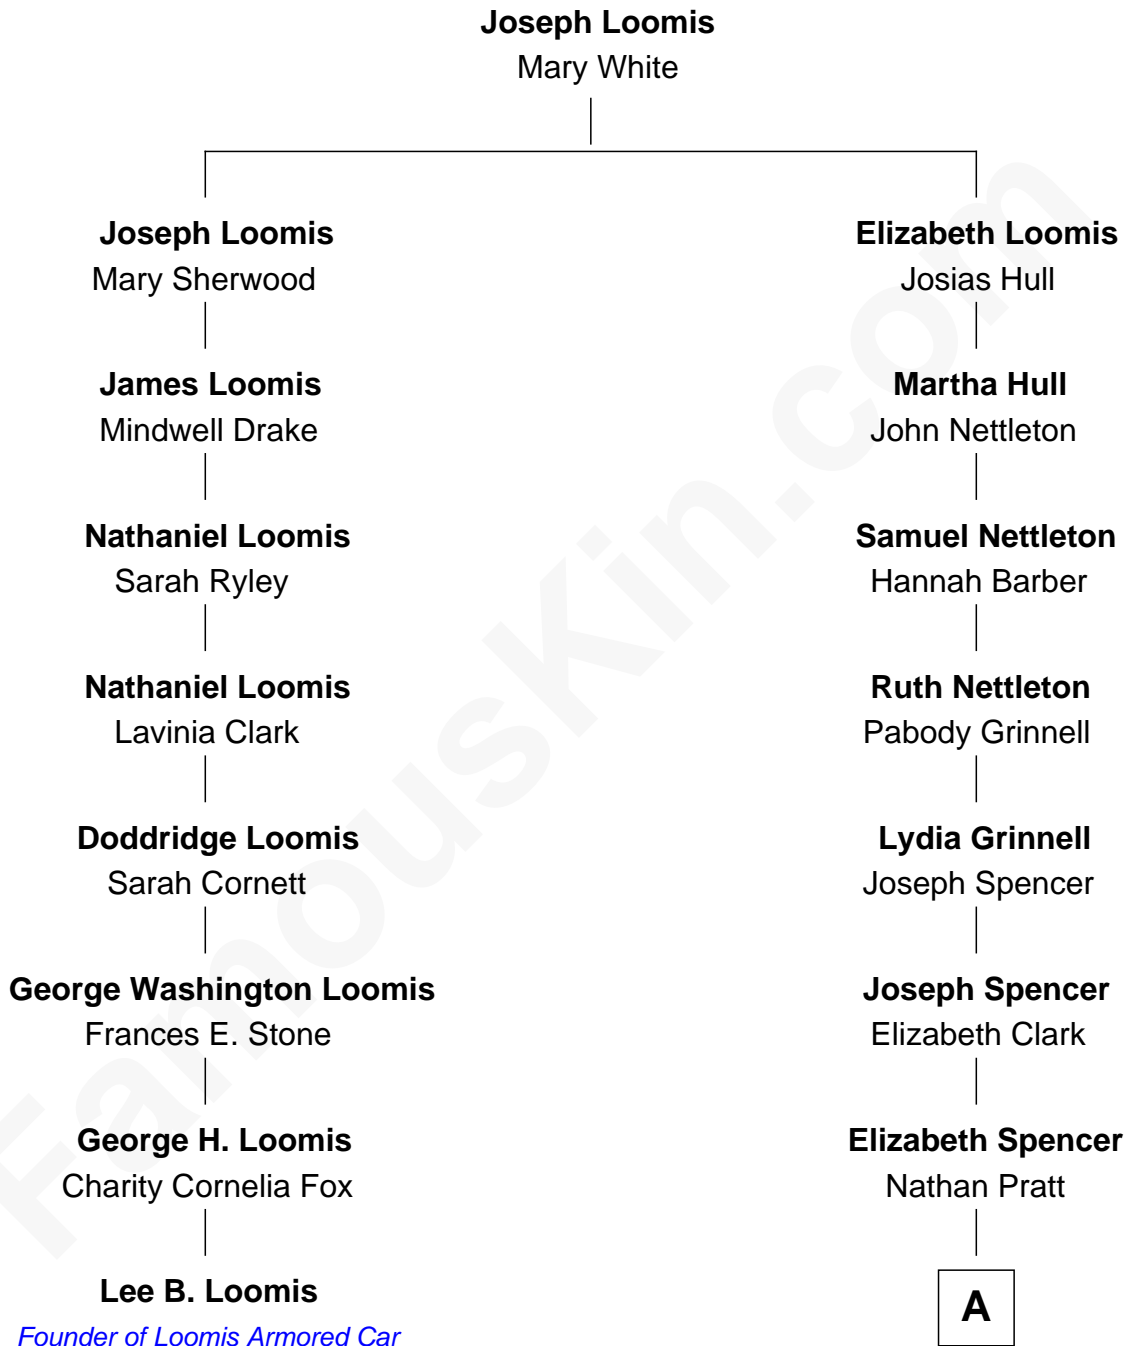 Joseph Loomis
Mary White
Joseph Loomis
Mary Sherwood
Elizabeth Loomis
Josias Hull
James Loomis
Mindwell Drake
Martha Hull
John Nettleton
Nathaniel Loomis
Sarah Ryley
Samuel Nettleton
Hannah Barber
Nathaniel Loomis
Lavinia Clark
Ruth Nettleton
Pabody Grinnell
Doddridge Loomis
Sarah Cornett
Lydia Grinnell
Joseph Spencer
George Washington Loomis
Frances E. Stone
Joseph Spencer
Elizabeth Clark
George H. Loomis
Charity Cornelia Fox
Elizabeth Spencer
Nathan Pratt
Lee B. Loomis
Founder of Loomis Armored Car
A
FamousKin.com